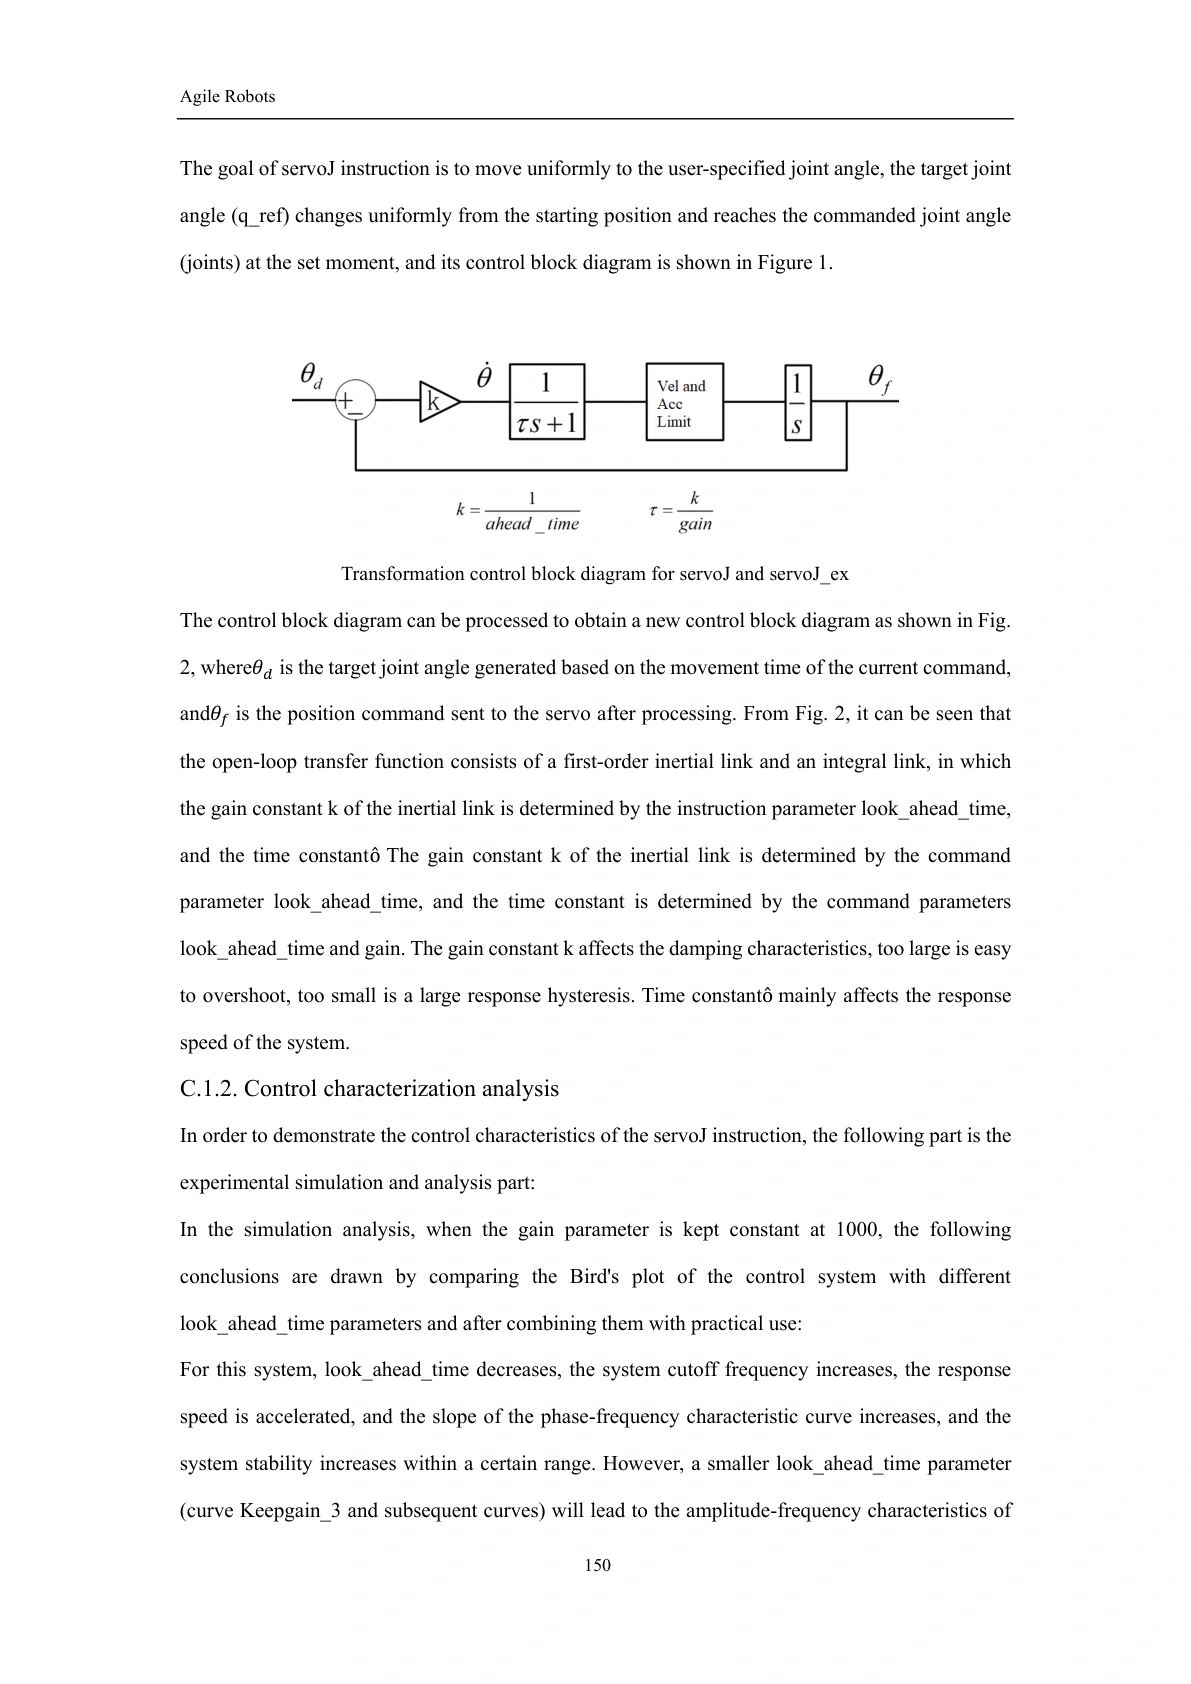 Agile Robots
The goal of servoJ instruction is to move uniformly to the user-specified joint angle, the target joint
angle (q_ref) changes uniformly from the starting position and reaches the commanded joint angle
(joints) at the set moment, and its control block diagram is shown in Figure 1.
θd + − k θ̇ 1/(τs+1) Vel and Acc Limit 1/s θf
k = 1/ahead_time τ = k/gain
Transformation control block diagram for servoJ and servoJ_ex
The control block diagram can be processed to obtain a new control block diagram as shown in Fig.
2, whereθd is the target joint angle generated based on the movement time of the current command,
andθf is the position command sent to the servo after processing. From Fig. 2, it can be seen that
the open-loop transfer function consists of a first-order inertial link and an integral link, in which
the gain constant k of the inertial link is determined by the instruction parameter look_ahead_time,
and the time constantô The gain constant k of the inertial link is determined by the command
parameter look_ahead_time, and the time constant is determined by the command parameters
look_ahead_time and gain. The gain constant k affects the damping characteristics, too large is easy
to overshoot, too small is a large response hysteresis. Time constantô mainly affects the response
speed of the system.
C.1.2. Control characterization analysis
In order to demonstrate the control characteristics of the servoJ instruction, the following part is the
experimental simulation and analysis part:
In the simulation analysis, when the gain parameter is kept constant at 1000, the following
conclusions are drawn by comparing the Bird's plot of the control system with different
look_ahead_time parameters and after combining them with practical use:
For this system, look_ahead_time decreases, the system cutoff frequency increases, the response
speed is accelerated, and the slope of the phase-frequency characteristic curve increases, and the
system stability increases within a certain range. However, a smaller look_ahead_time parameter
(curve Keepgain_3 and subsequent curves) will lead to the amplitude-frequency characteristics of
150